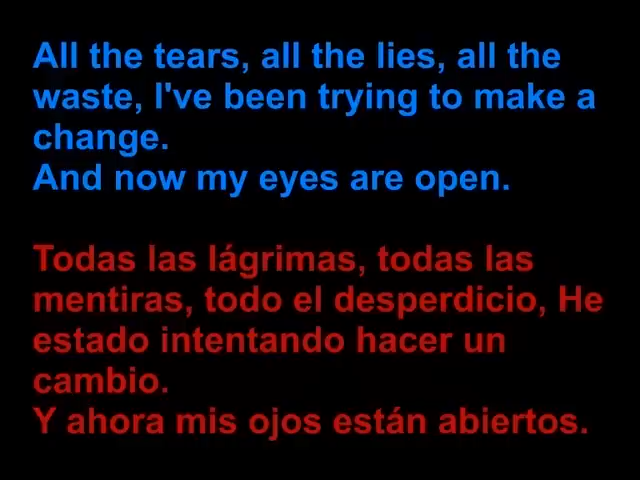 All the tears, all the lies, all the
waste, I've been trying to make a
change.
And now my eyes are open.
Todas las lágrimas, todas las
mentiras, todo el desperdicio, He
estado intentando hacer un
cambio.
Y ahora mis ojos están abiertos.